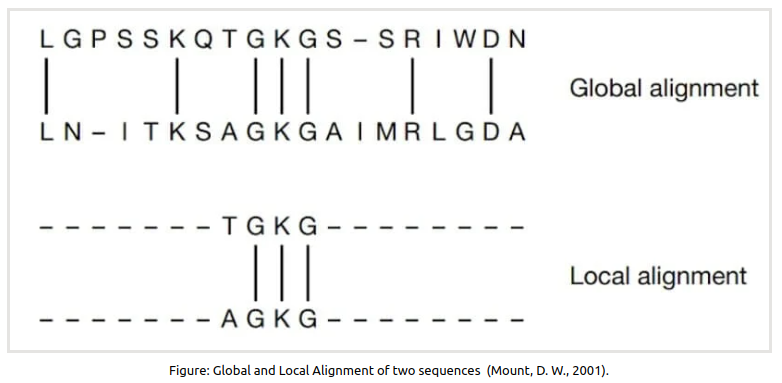 L G P S S K Q T G K G S – S R I W D N
Global alignment
L N – I T K S A G K G A I M R L G D A
– – – – – – – T G K G – – – – – – – –
Local alignment
– – – – – – – A G K G – – – – – – – –
Figure: Global and Local Alignment of two sequences (Mount, D. W., 2001).